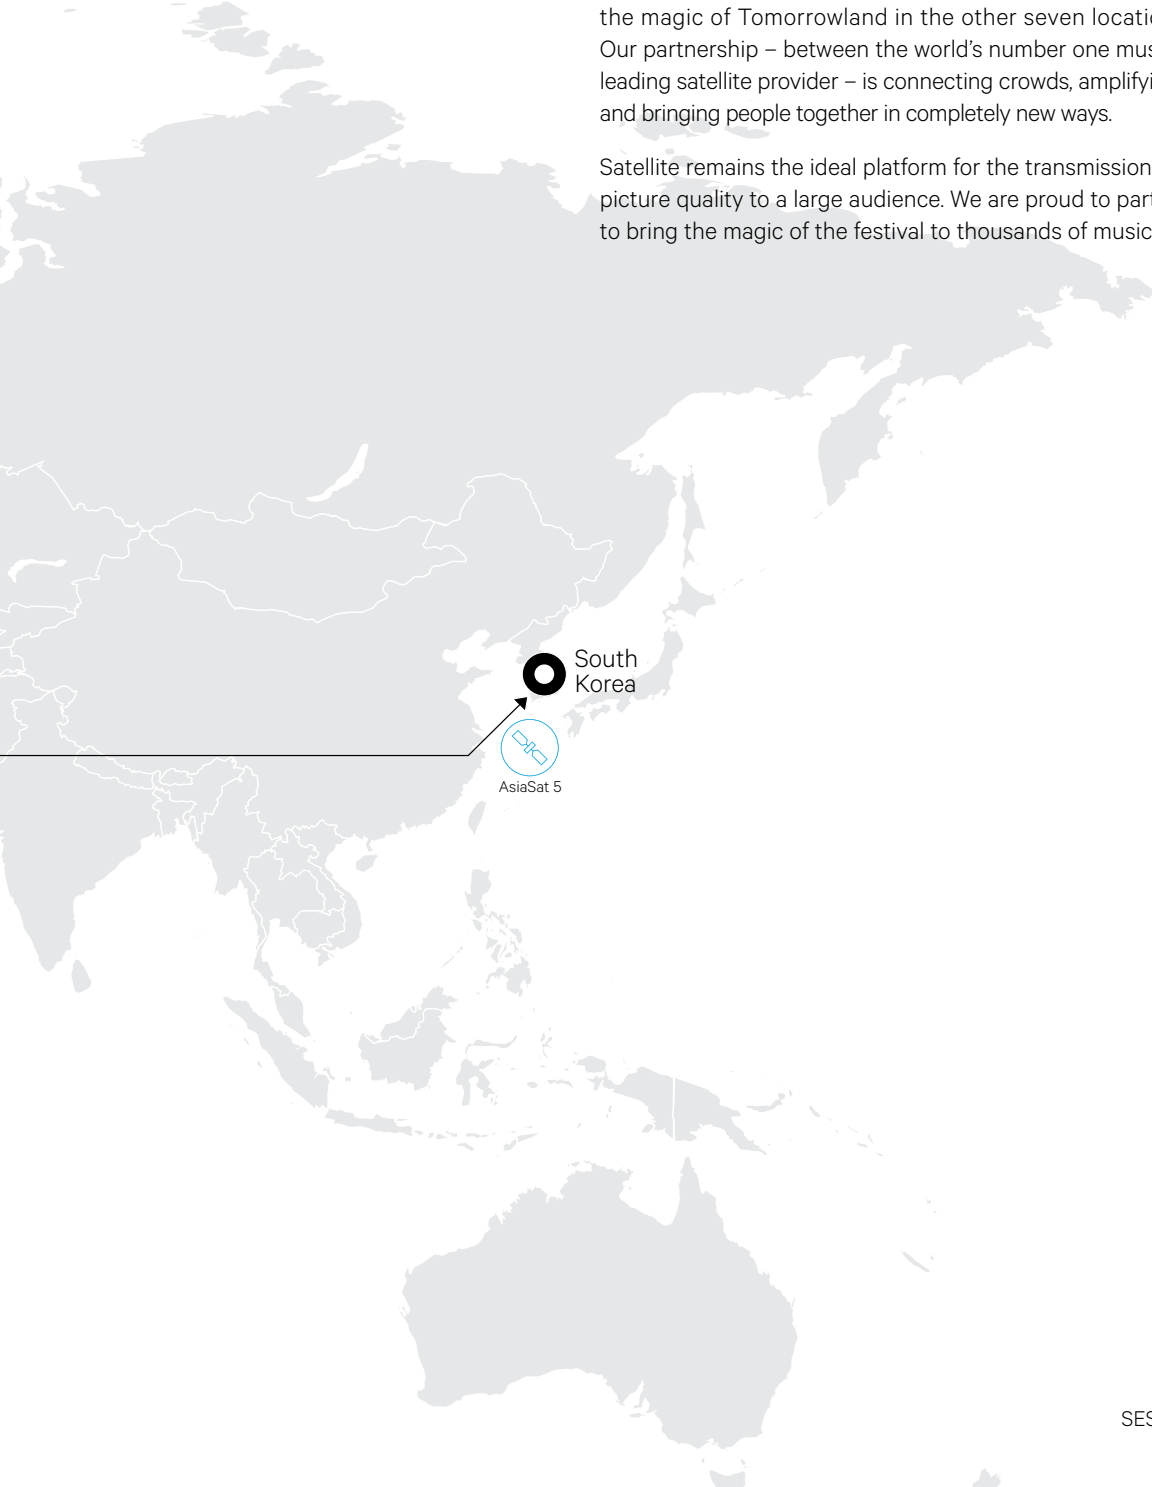 the magic of Tomorrowland in the other seven locatio
Our partnership – between the world's number one mus
leading satellite provider – is connecting crowds, amplifyi
and bringing people together in completely new ways.
Satellite remains the ideal platform for the transmission
picture quality to a large audience. We are proud to part
to bring the magic of the festival to thousands of music
South
Korea
AsiaSat 5
SES